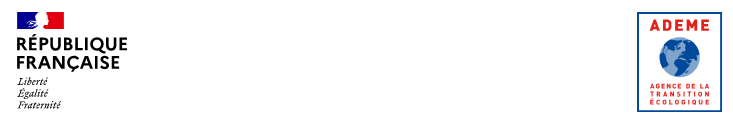 RÉPUBLIQUE
FRANÇAISE
Liberté
Égalité
Fraternité
ADEME
AGENCE DE LA
TRANSITION
ÉCOLOGIQUE